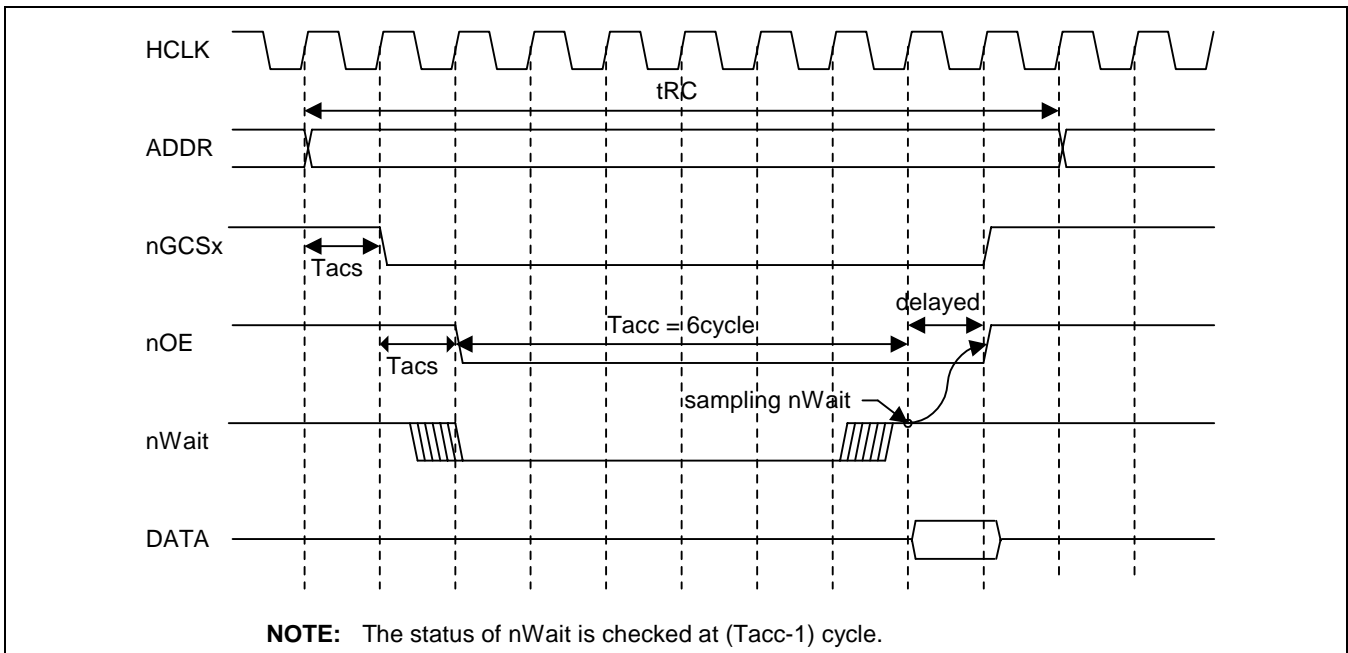 HCLK
tRC
ADDR
nGCSx
Tacs
delayed
Tacc = 6cycle
nOE
Tacs
sampling nWait
nWait
DATA
NOTE: The status of nWait is checked at (Tacc-1) cycle.